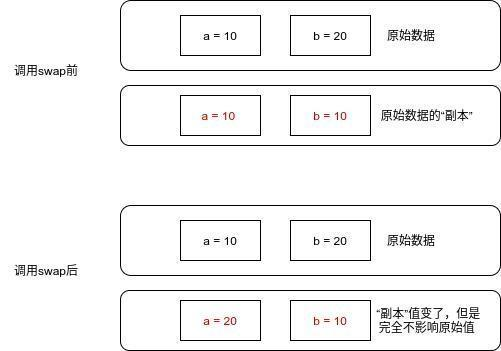 a = 10 b = 20 原始数据
调用swap前
a = 10 b = 10 原始数据的“副本”
a = 10 b = 20 原始数据
调用swap后
a = 20 b = 10 “副本”值变了，但是
完全不影响原始值